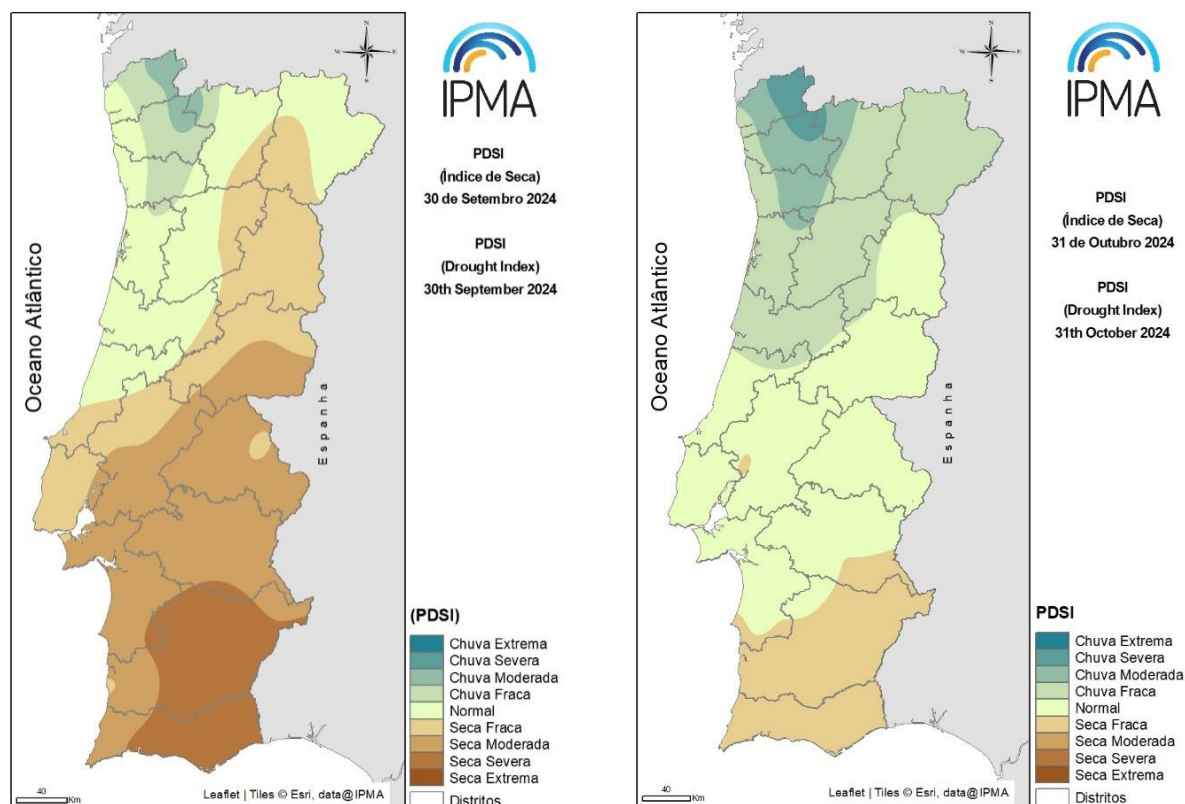 N
W
E
S
IPMA
PDSI
(Índice de Seca)
30 de Setembro 2024
PDSI
(Drought Index)
30th September 2024
Oceano Atlântico
Espanha
(PDSI)
Chuva Extrema
Chuva Severa
Chuva Moderada
Chuva Fraca
Normal
Seca Fraca
Seca Moderada
Seca Severa
Seca Extrema
Distritos
40
Km
Leaflet | Tiles © Esri, data@IPMA
N
W
E
S
IPMA
PDSI
(Índice de Seca)
31 de Outubro 2024
PDSI
(Drought Index)
31th October 2024
Oceano Atlântico
Espanha
PDSI
Chuva Extrema
Chuva Severa
Chuva Moderada
Chuva Fraca
Normal
Seca Fraca
Seca Moderada
Seca Severa
Seca Extrema
Distritos
40
Km
Leaflet | Tiles © Esri, data@IPMA